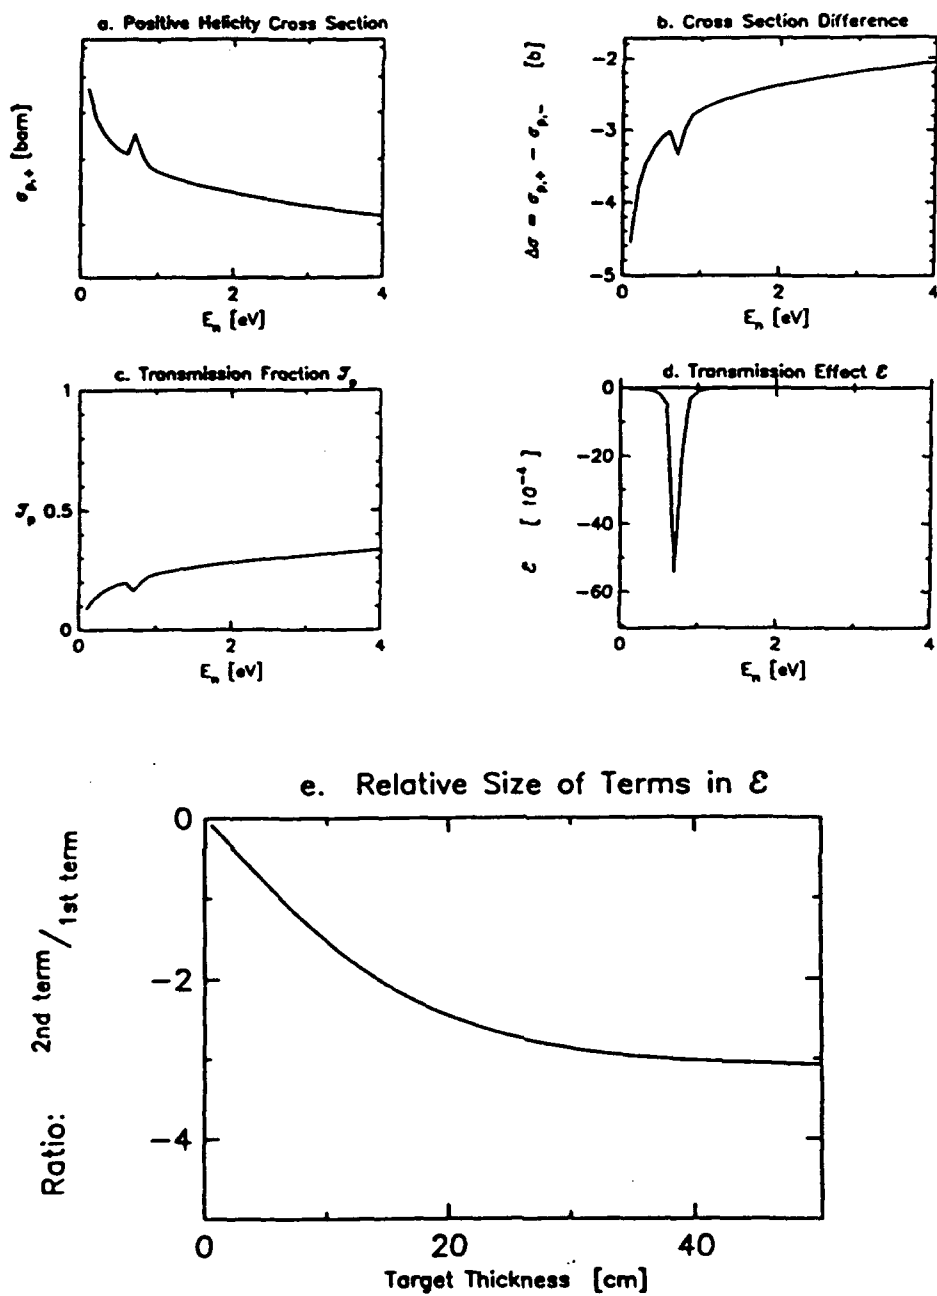 a. Positive Helicity Cross Section
σp,+ [barn]
0 2 4
En [eV]
b. Cross Section Difference
Δσ = σp,+ − σp,− [b]
−2
−3
−4
−5
0 2 4
En [eV]
c. Transmission Fraction 𝒯p
1
𝒯p 0.5
0
0 2 4
En [eV]
d. Transmission Effect ℰ
ℰ [ 10−4 ]
0
−20
−40
−60
0 2 4
En [eV]
e. Relative Size of Terms in ℰ
Ratio: 2nd term / 1st term
0
−2
−4
0 20 40
Target Thickness [cm]